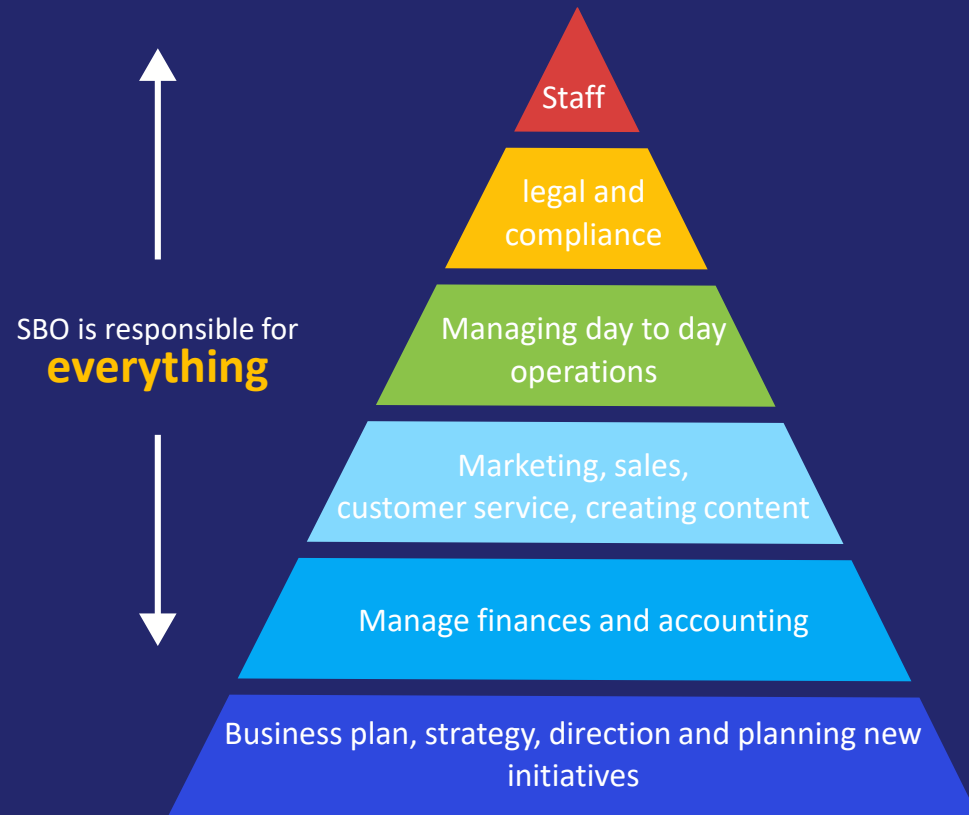 Staff
legal and
compliance
SBO is responsible for
everything
Managing day to day
operations
Marketing, sales,
customer service, creating content
Manage finances and accounting
Business plan, strategy, direction and planning new
initiatives